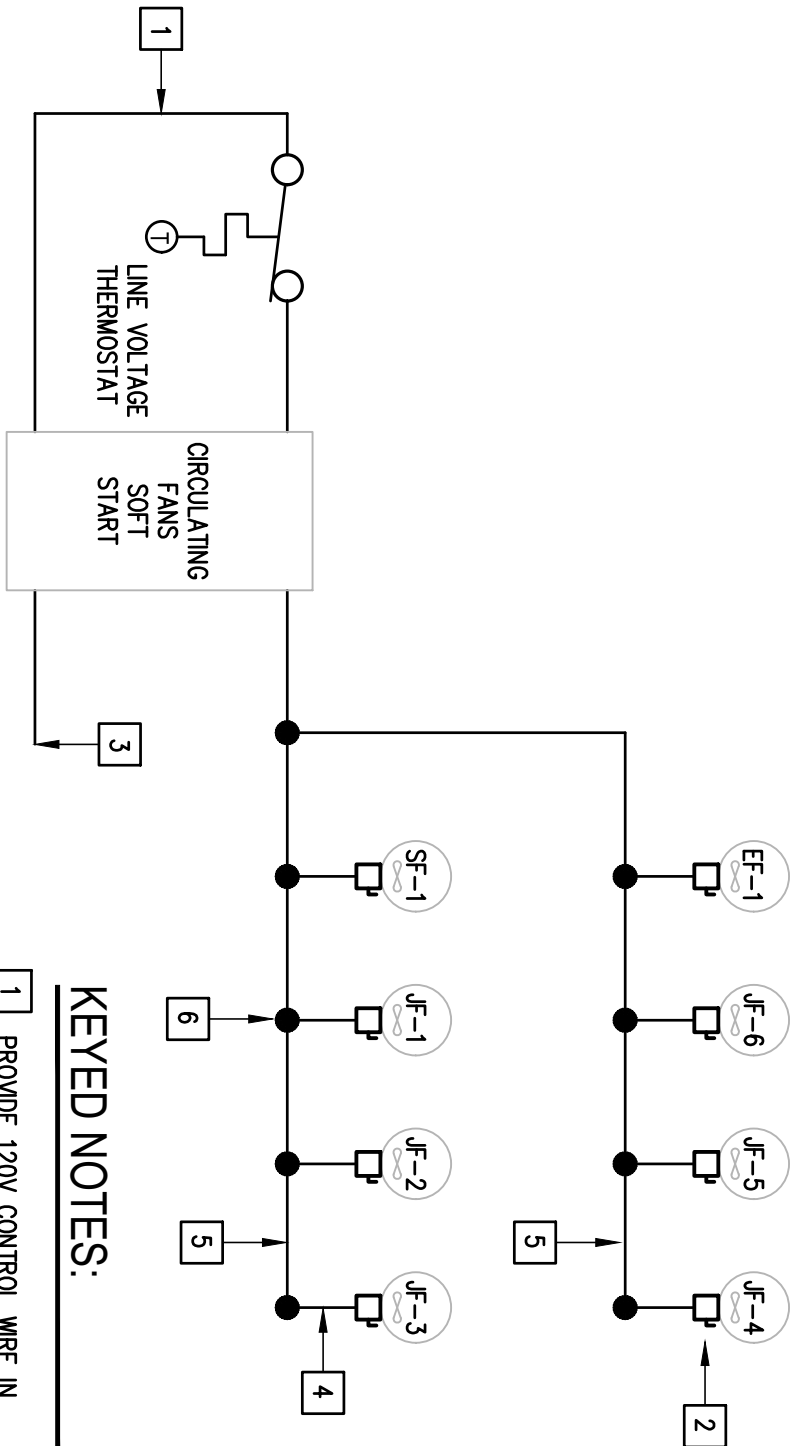 EF-1
JF-6
JF-5
JF-4
2
5
SF-1
JF-1
JF-2
JF-3
4
5
6
1
T
LINE VOLTAGE
THERMOSTAT
CIRCULATING
FANS
SOFT
START
3
KEYED NOTES:
1 PROVIDE 120V CONTROL WIRE IN